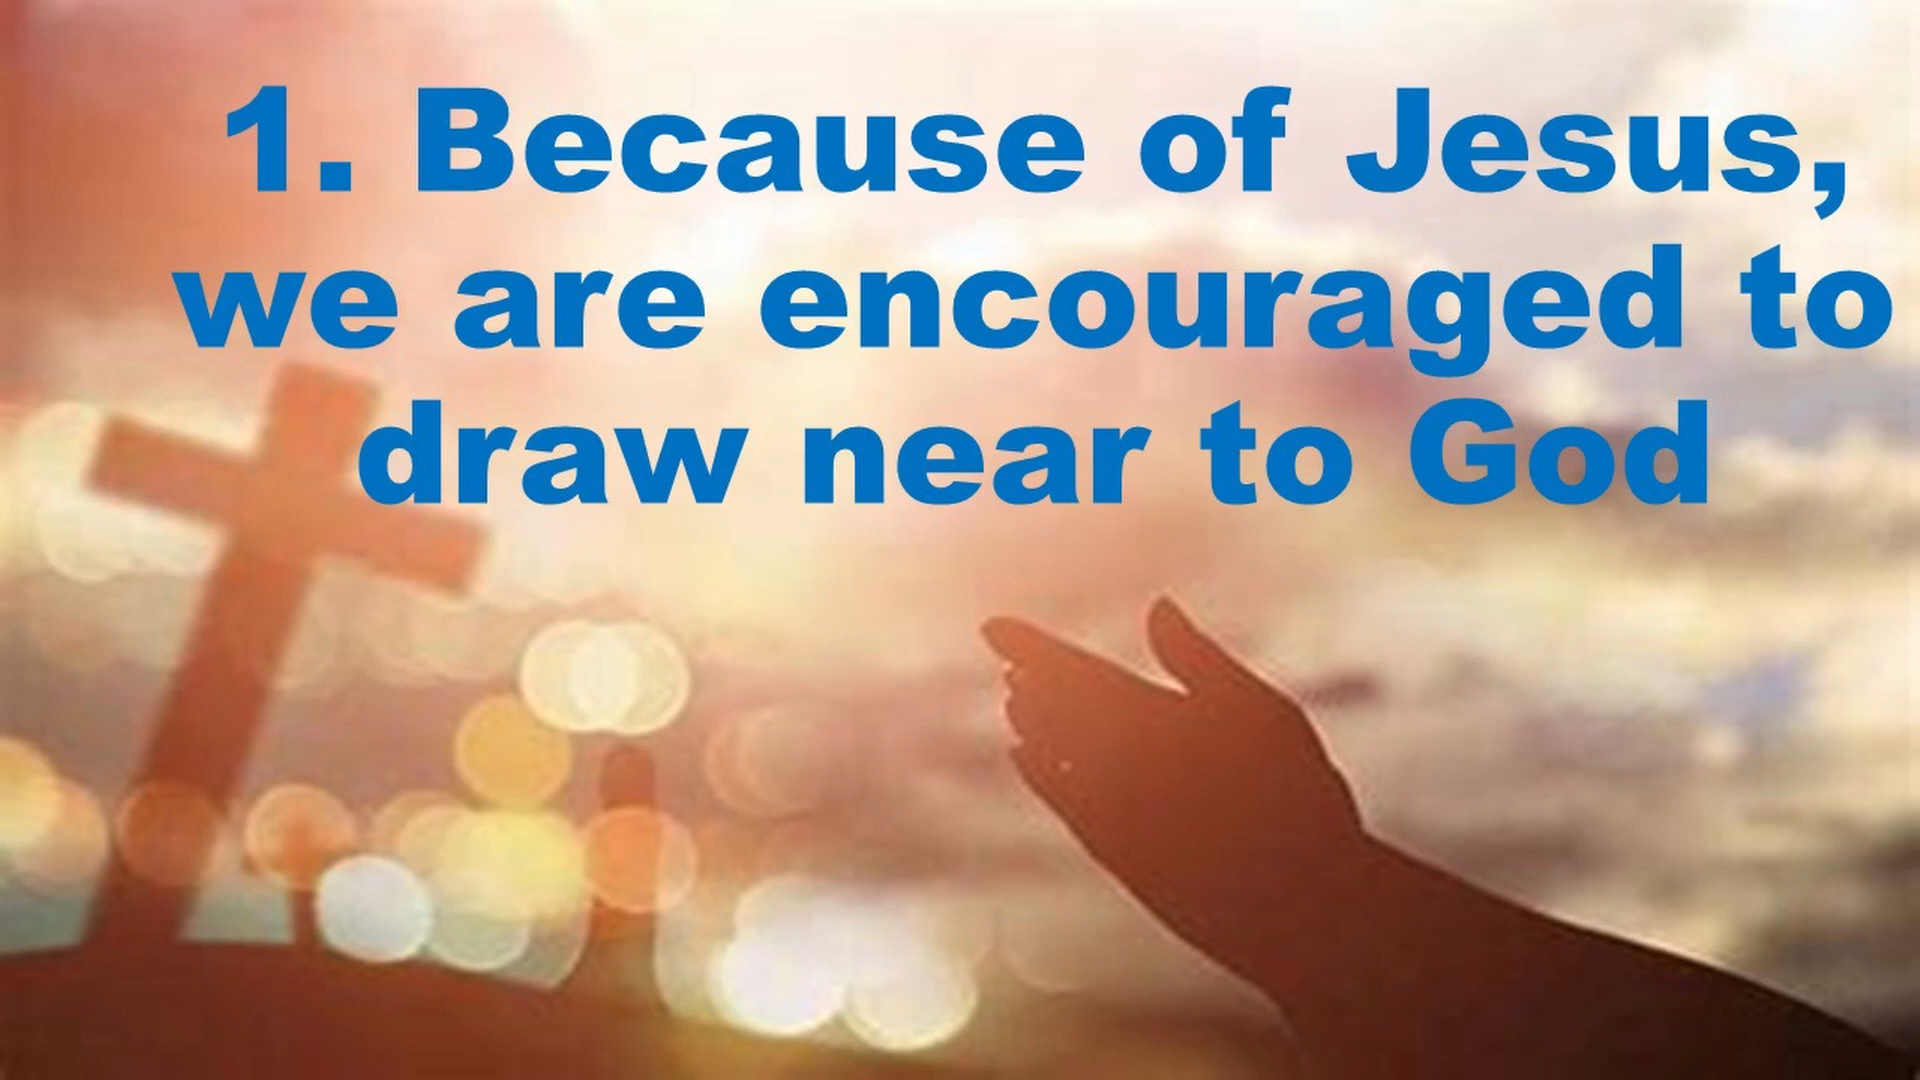 1. Because of Jesus,
we are encouraged to
draw near to God